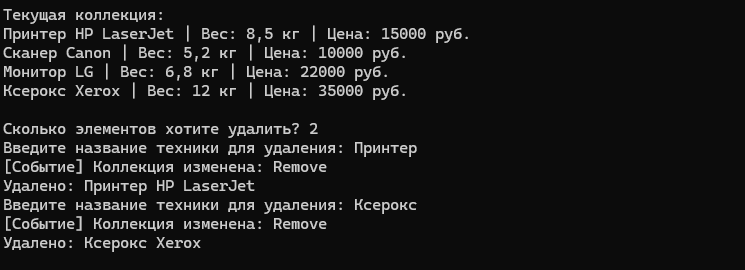 Текущая коллекция:
Принтер HP LaserJet | Вес: 8,5 кг | Цена: 15000 руб.
Сканер Canon | Вес: 5,2 кг | Цена: 10000 руб.
Монитор LG | Вес: 6,8 кг | Цена: 22000 руб.
Ксерокс Xerox | Вес: 12 кг | Цена: 35000 руб.
Сколько элементов хотите удалить? 2
Введите название техники для удаления: Принтер
[Событие] Коллекция изменена: Remove
Удалено: Принтер HP LaserJet
Введите название техники для удаления: Ксерокс
[Событие] Коллекция изменена: Remove
Удалено: Ксерокс Xerox